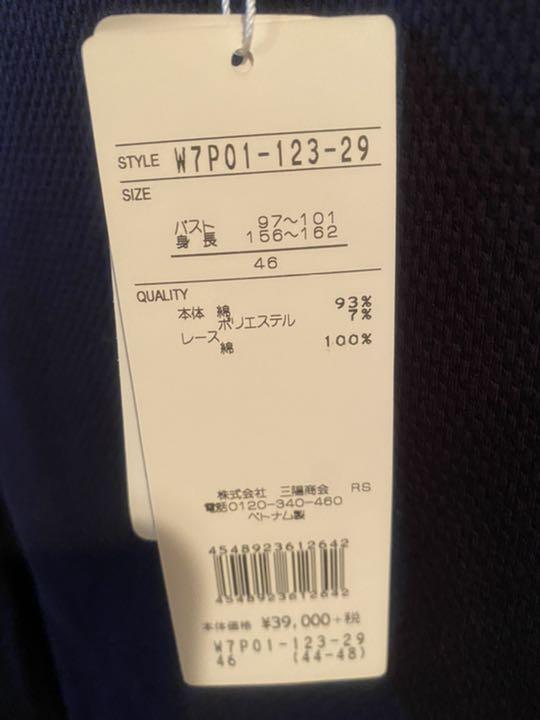 STYLE W7P01-123-29
SIZE
バスト 97～101
身長 156～162
46
QUALITY
本体 綿 93%
ポリエステル 7%
レース
綿 100%
株式会社 三陽商会 RS
電話0120-340-460
ベトナム製
4548923612642
4548923612642
本体価格 ¥39,000+税
W7P01-123-29
46 (44-48)